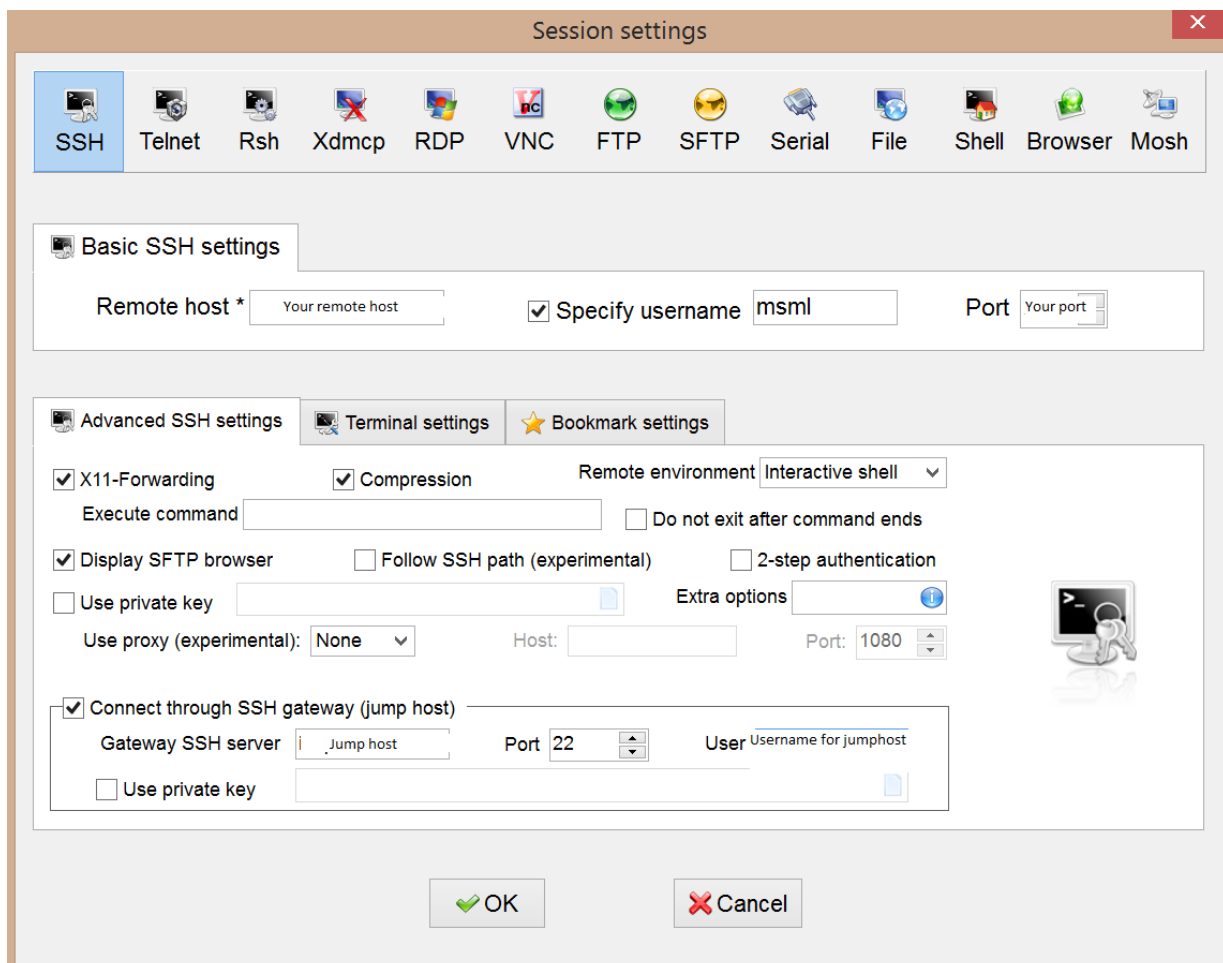 Session settings
SSH Telnet Rsh Xdmcp RDP VNC FTP SFTP Serial File Shell Browser Mosh
Basic SSH settings
Remote host * Your remote host Specify username msml Port Your port
Advanced SSH settings Terminal settings Bookmark settings
X11-Forwarding Compression Remote environment Interactive shell
Execute command Do not exit after command ends
Display SFTP browser Follow SSH path (experimental) 2-step authentication
Use private key Extra options
Use proxy (experimental): None Host: Port: 1080
Connect through SSH gateway (jump host)
Gateway SSH server Jump host Port 22 User Username for jumphost
Use private key
OK Cancel